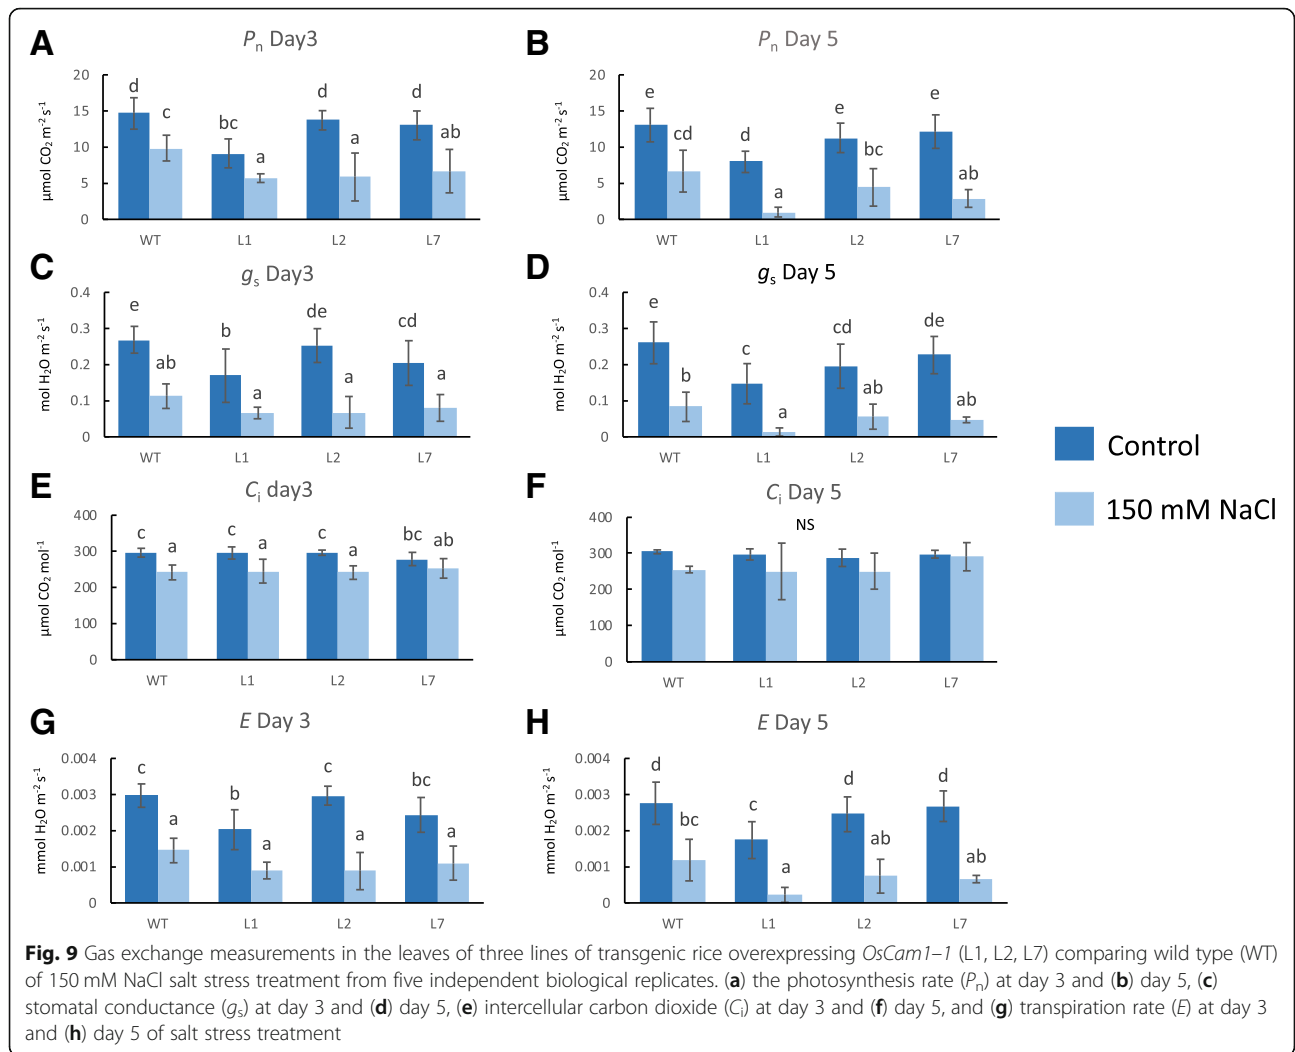 A
Pn Day3
20
15
10
5
0
µmol CO2 m-2 s-1
d
c
bc
a
d
a
d
ab
WT
L1
L2
L7
B
Pn Day 5
20
15
10
5
0
µmol CO2 m-2 s-1
e
cd
d
a
e
bc
e
ab
WT
L1
L2
L7
C
gs Day3
0.4
0.3
0.2
0.1
0
mol H2O m-2 s-1
e
ab
b
a
de
a
cd
a
WT
L1
L2
L7
D
gs Day 5
0.4
0.3
0.2
0.1
0
mol H2O m-2 s-1
e
b
c
a
cd
ab
de
ab
WT
L1
L2
L7
Control
150 mM NaCl
E
Ci day3
400
300
200
100
0
µmol CO2 mol-1
c
a
c
a
c
a
bc
ab
WT
L1
L2
L7
F
Ci Day 5
NS
400
300
200
100
0
µmol CO2 mol-1
WT
L1
L2
L7
G
E Day 3
0.004
0.003
0.002
0.001
0
mmol H2O m-2 s-1
c
a
b
a
c
a
bc
a
WT
L1
L2
L7
H
E Day 5
0.004
0.003
0.002
0.001
0
mmol H2O m-2 s-1
d
bc
c
a
d
ab
d
ab
WT
L1
L2
L7
Fig. 9 Gas exchange measurements in the leaves of three lines of transgenic rice overexpressing OsCam1–1 (L1, L2, L7) comparing wild type (WT)
of 150 mM NaCl salt stress treatment from five independent biological replicates. (a) the photosynthesis rate (Pn) at day 3 and (b) day 5, (c)
stomatal conductance (gs) at day 3 and (d) day 5, (e) intercellular carbon dioxide (Ci) at day 3 and (f) day 5, and (g) transpiration rate (E) at day 3
and (h) day 5 of salt stress treatment